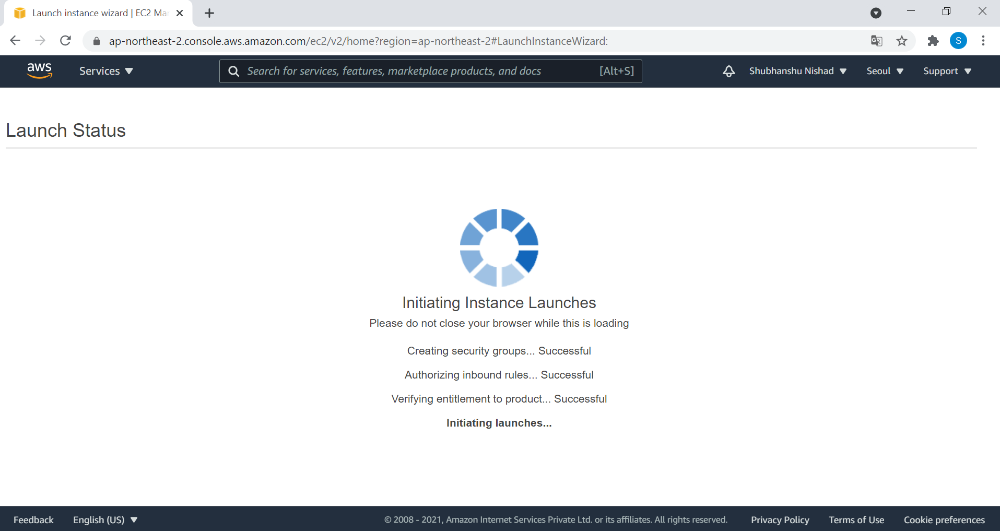 Launch instance wizard | EC2 Ma
ap-northeast-2.console.aws.amazon.com/ec2/v2/home?region=ap-northeast-2#LaunchInstanceWizard:
S
aws
Services
Search for services, features, marketplace products, and docs
[Alt+S]
Shubhanshu Nishad
Seoul
Support
Launch Status
Initiating Instance Launches
Please do not close your browser while this is loading
Creating security groups... Successful
Authorizing inbound rules... Successful
Verifying entitlement to product... Successful
Initiating launches...
Feedback
English (US)
© 2008 - 2021, Amazon Internet Services Private Ltd. or its affiliates. All rights reserved.
Privacy Policy
Terms of Use
Cookie preferences